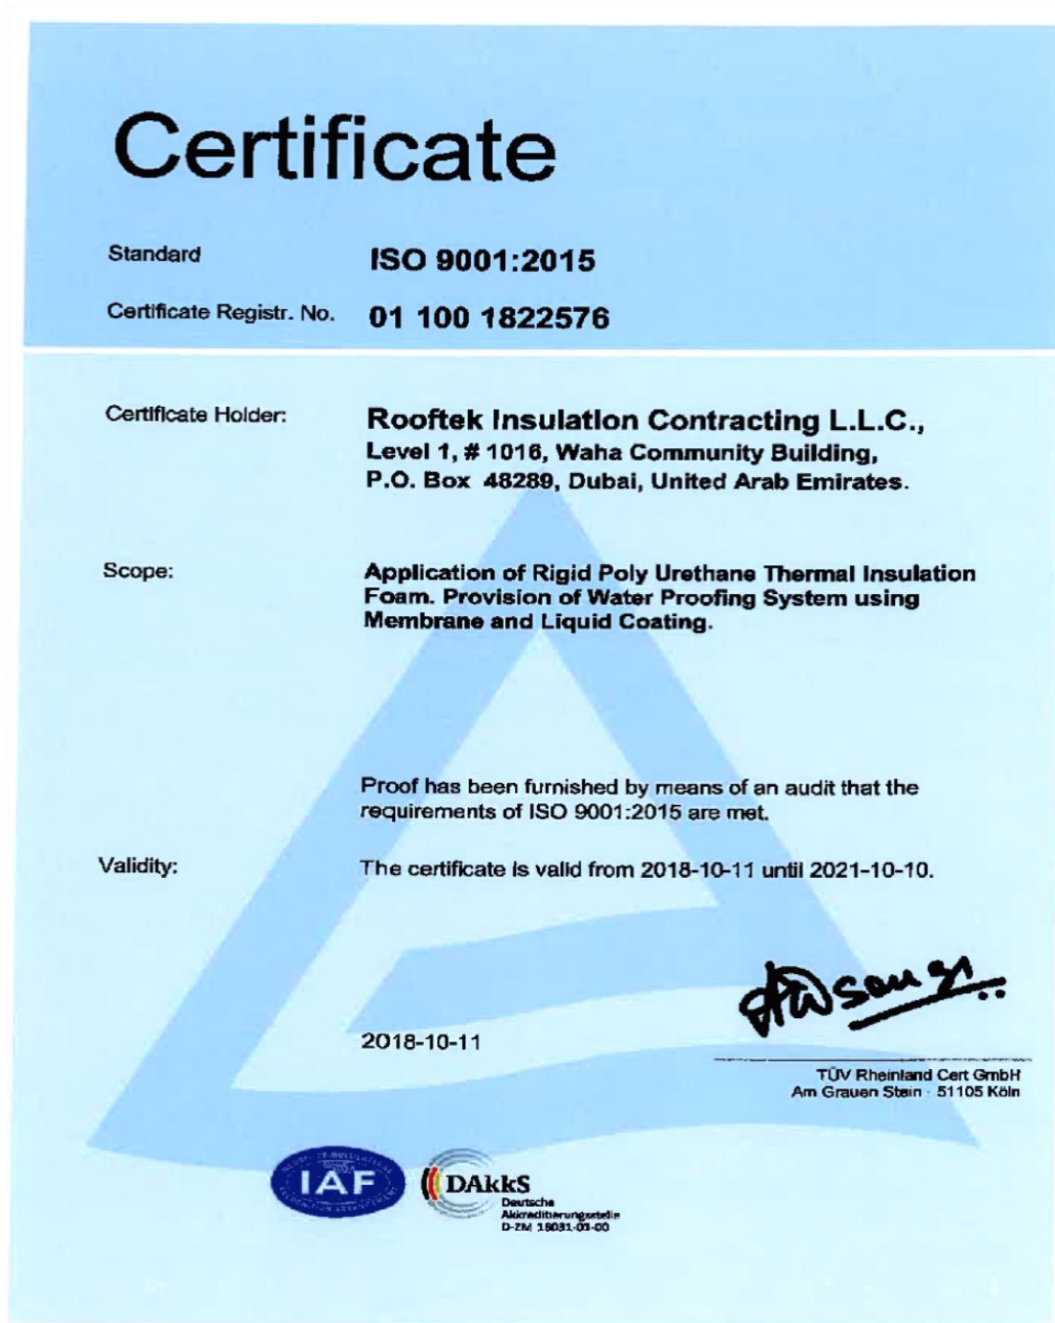 Certificate
Standard ISO 9001:2015
Certificate Registr. No. 01 100 1822576
Certificate Holder: Rooftek Insulation Contracting L.L.C.,
Level 1, # 1016, Waha Community Building,
P.O. Box 48289, Dubai, United Arab Emirates.
Scope: Application of Rigid Poly Urethane Thermal Insulation
Foam. Provision of Water Proofing System using
Membrane and Liquid Coating.
Proof has been furnished by means of an audit that the
requirements of ISO 9001:2015 are met.
Validity: The certificate is valid from 2018-10-11 until 2021-10-10.
2018-10-11
TÜV Rheinland Cert GmbH
Am Grauen Stein · 51105 Köln
IAF
DAkkS
Deutsche
Akkreditierungsstelle
D-ZM-16031-01-00